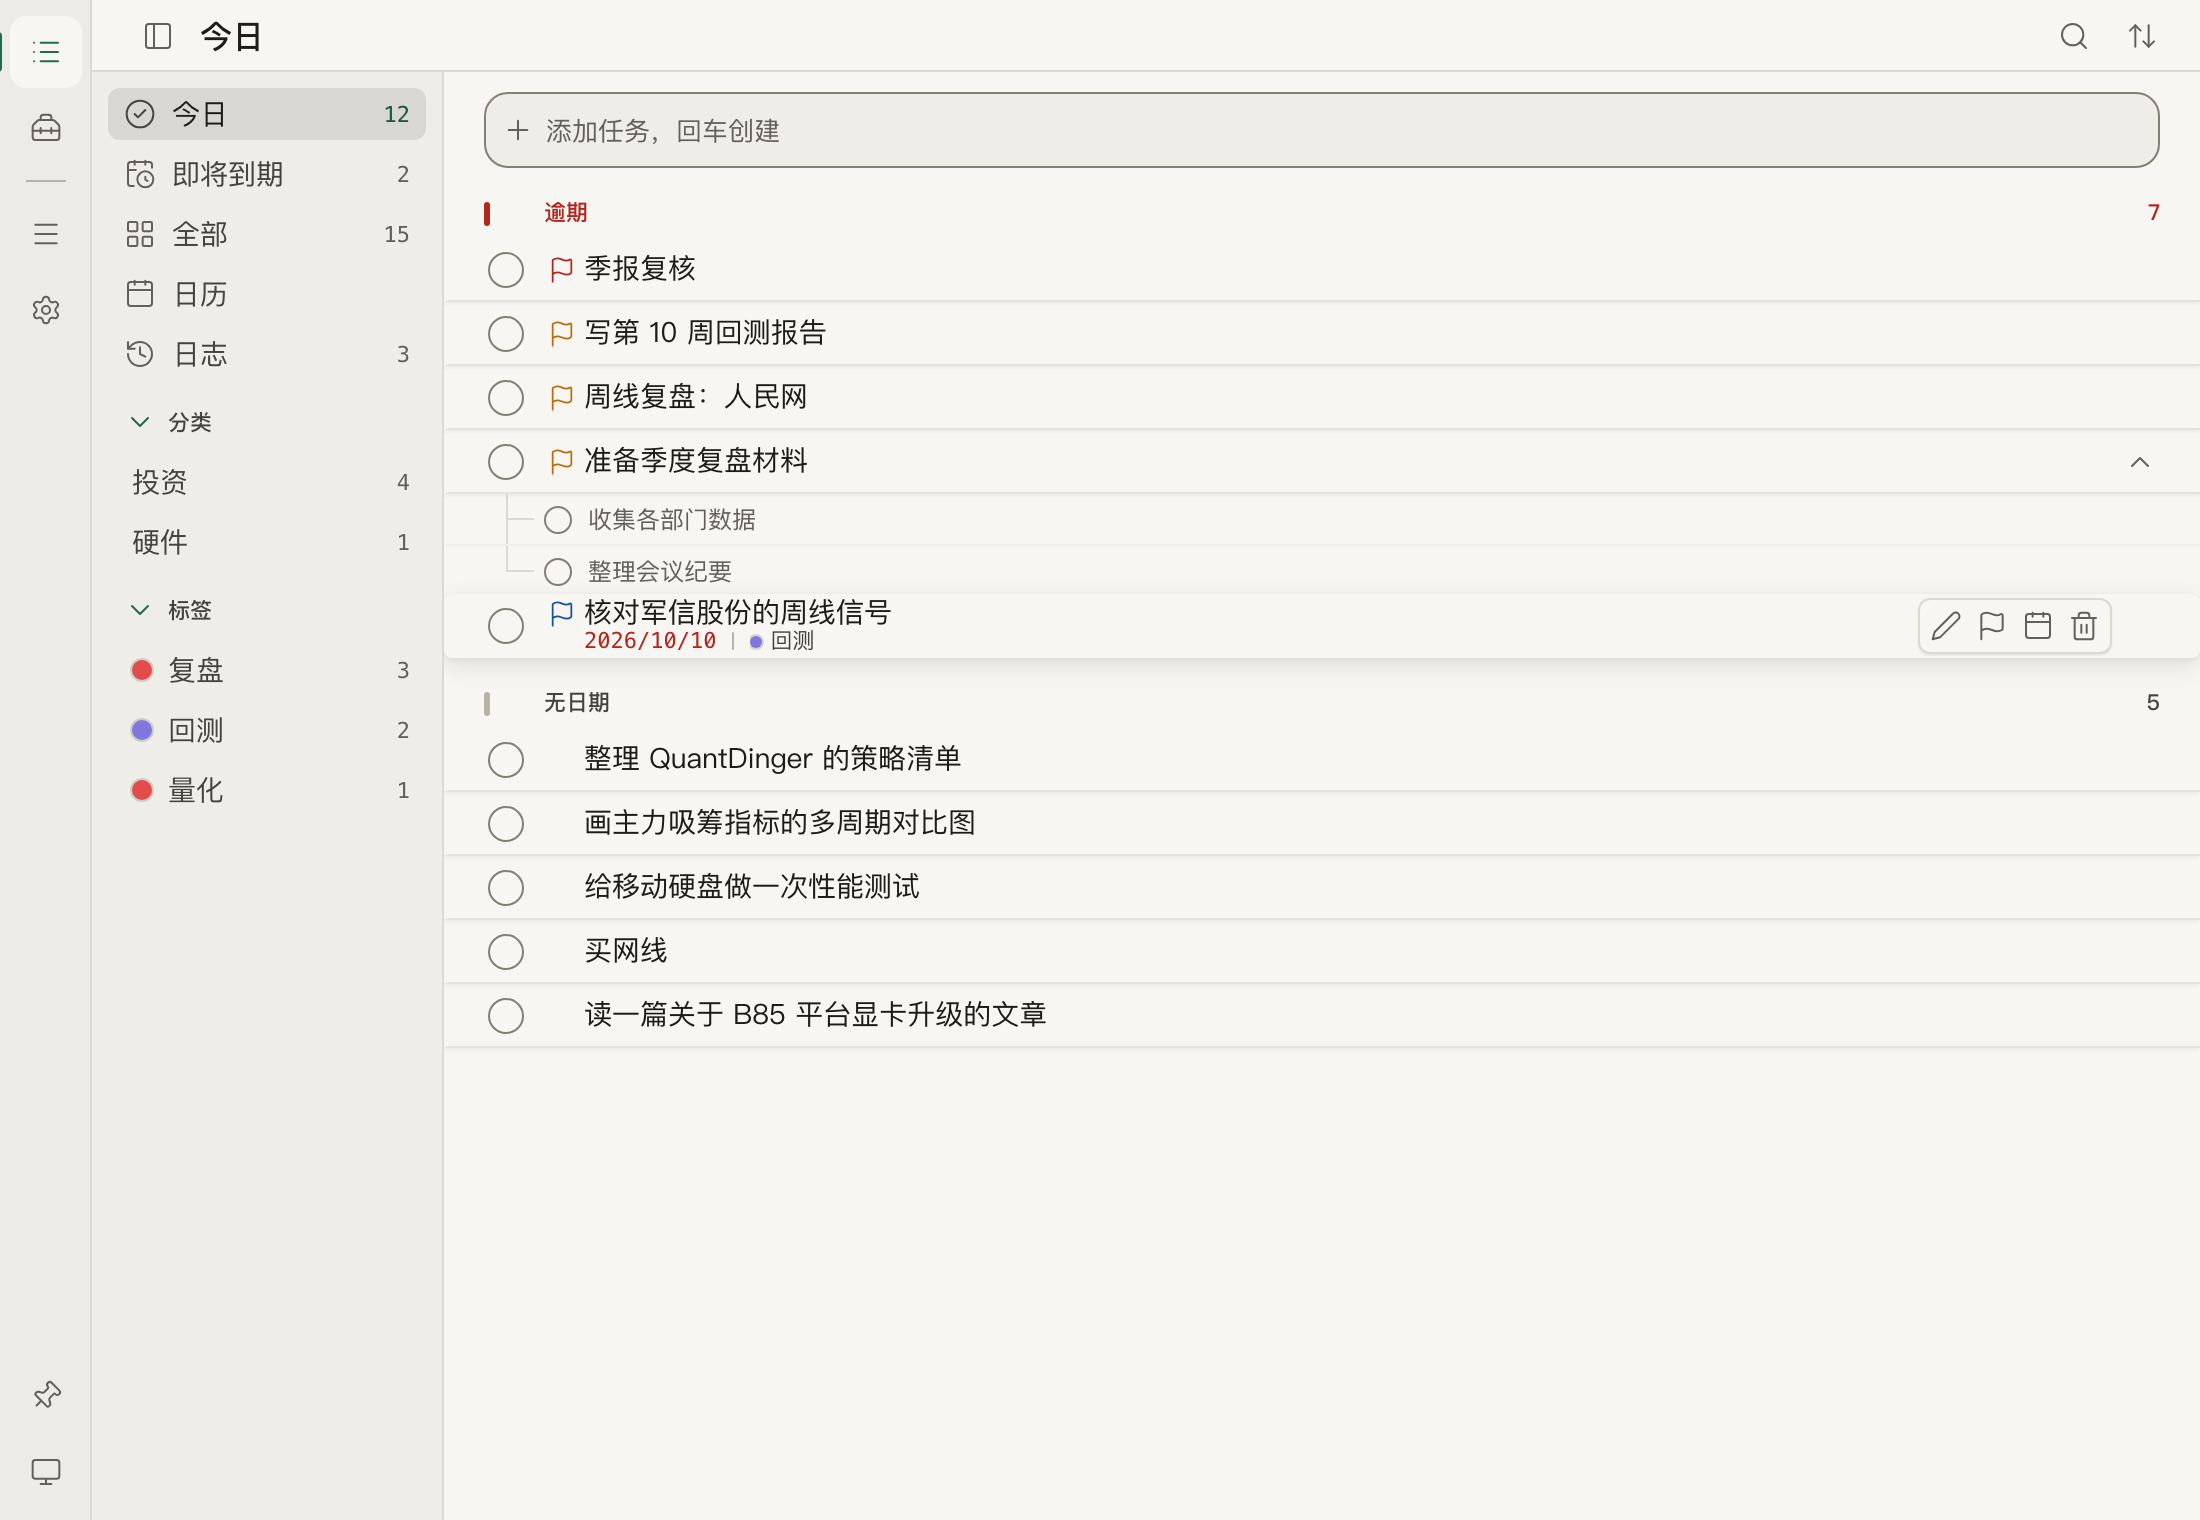 今日
今日 12
即将到期 2
全部 15
日历
日志 3
分类
投资 4
硬件 1
标签
复盘 3
回测 2
量化 1
添加任务，回车创建
逾期 7
季报复核
写第 10 周回测报告
周线复盘：人民网
准备季度复盘材料
收集各部门数据
整理会议纪要
核对军信股份的周线信号
2026/10/10 | 回测
无日期 5
整理 QuantDinger 的策略清单
画主力吸筹指标的多周期对比图
给移动硬盘做一次性能测试
买网线
读一篇关于 B85 平台显卡升级的文章